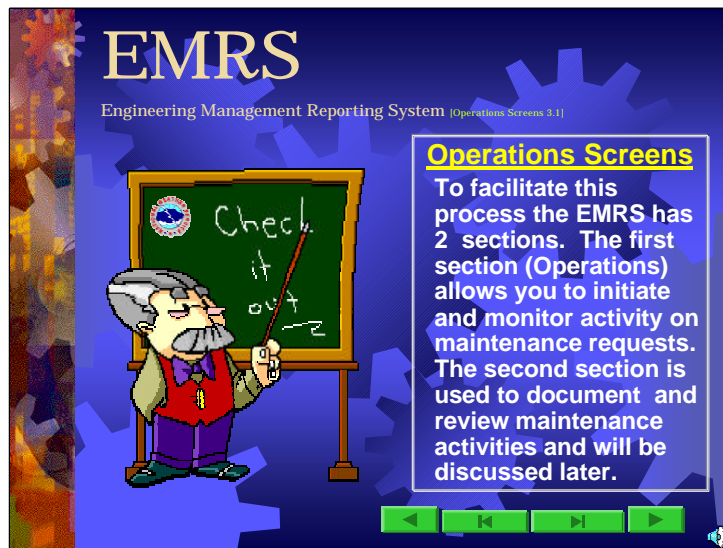 EMRS
Engineering Management Reporting System [Operations Screens 3.1]
Operations Screens
To facilitate this
process the EMRS has
2 sections. The first
section (Operations)
allows you to initiate
and monitor activity on
maintenance requests.
The second section is
used to document and
review maintenance
activities and will be
discussed later.
Check
it
out